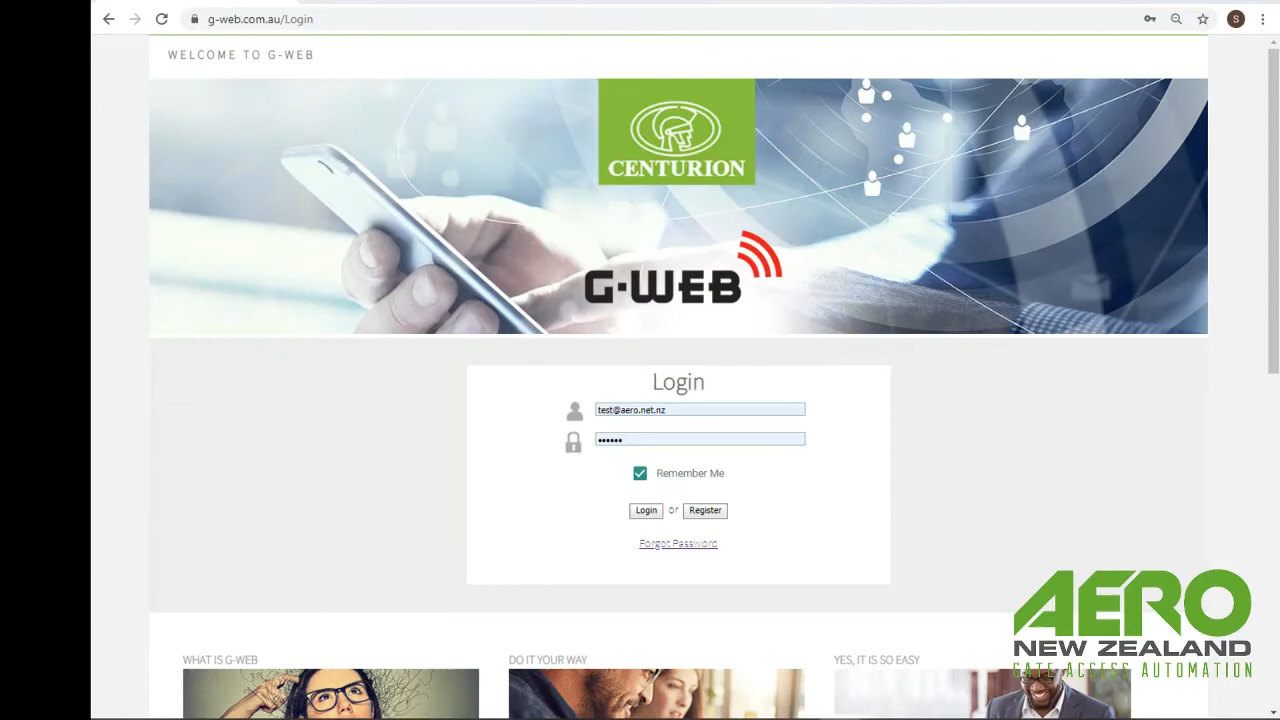 g-web.com.au/Login
S
WELCOME TO G-WEB
CENTURION
G·WEB
Login
test@aero.net.nz
••••••
Remember Me
Login or Register
Forgot Password
WHAT IS G-WEB
DO IT YOUR WAY
YES, IT IS SO EASY
AERO
NEW ZEALAND
GATE ACCESS AUTOMATION